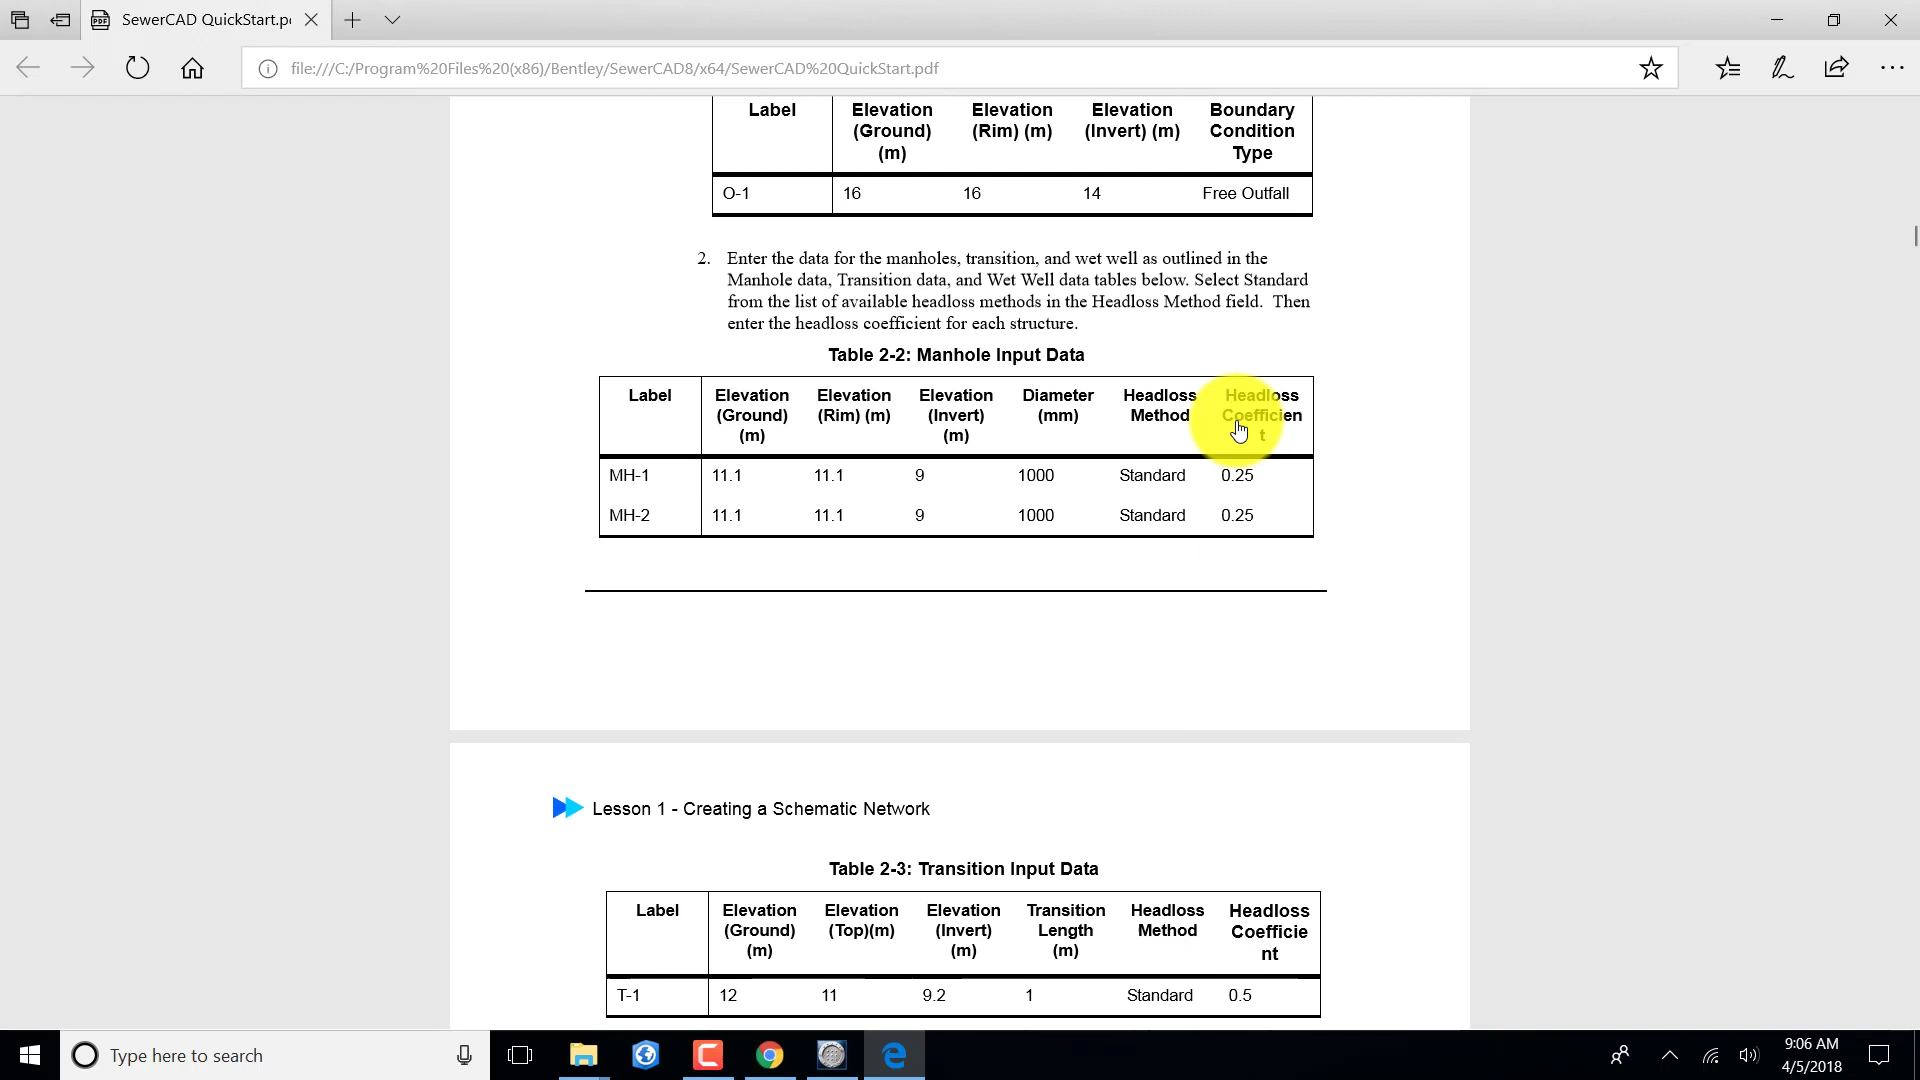 SewerCAD QuickStart.p
file:///C:/Program%20Files%20(x86)/Bentley/SewerCAD8/x64/SewerCAD%20QuickStart.pdf
Label Elevation (Ground) (m) Elevation (Rim) (m) Elevation (Invert) (m) Boundary Condition Type
O-1 16 16 14 Free Outfall
2. Enter the data for the manholes, transition, and wet well as outlined in the
Manhole data, Transition data, and Wet Well data tables below. Select Standard
from the list of available headloss methods in the Headloss Method field. Then
enter the headloss coefficient for each structure.
Table 2-2: Manhole Input Data
Label Elevation (Ground) (m) Elevation (Rim) (m) Elevation (Invert) (m) Diameter (mm) Headloss Method Headloss Coefficien t
MH-1 11.1 11.1 9 1000 Standard 0.25
MH-2 11.1 11.1 9 1000 Standard 0.25
Lesson 1 - Creating a Schematic Network
Table 2-3: Transition Input Data
Label Elevation (Ground) (m) Elevation (Top)(m) Elevation (Invert) (m) Transition Length (m) Headloss Method Headloss Coefficie nt
T-1 12 11 9.2 1 Standard 0.5
Type here to search
9:06 AM
4/5/2018